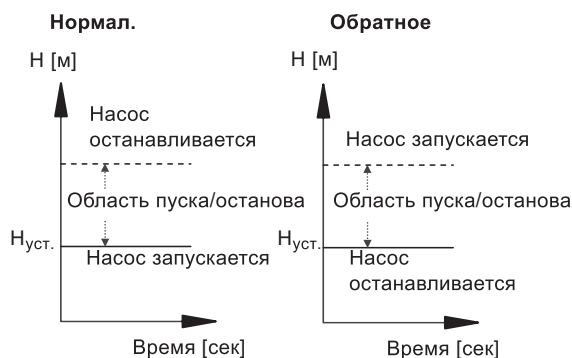 Нормал.
H [м]
Насос
останавливается
Область пуска/останова
Hуст.
Насос запускается
Время [сек]
Обратное
H [м]
Насос запускается
Область пуска/останова
Hуст.
Насос
останавливается
Время [сек]